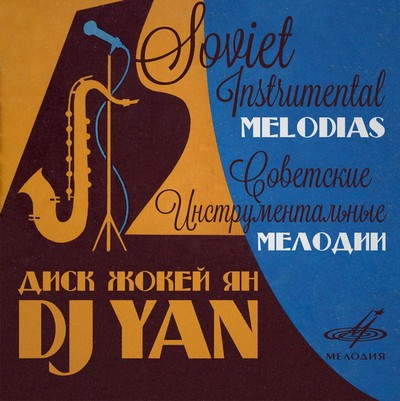 Soviet
Instrumental
MELODIAS
Советские
Инструментальные
МЕЛОДИИ
ДИСК ЖОКЕЙ ЯН
DJ YAN
МЕЛОДИЯ